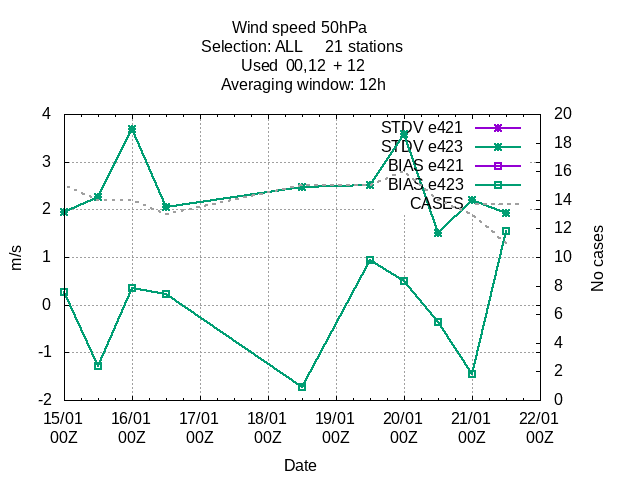 Wind speed 50hPa
Selection: ALL 21 stations
Used 00,12 + 12
Averaging window: 12h
4
3
2
1
0
-1
-2
m/s
20
18
16
14
12
10
8
6
4
2
0
No cases
STDV e421
STDV e423
BIAS e421
BIAS e423
CASES
15/01 16/01 17/01 18/01 19/01 20/01 21/01 22/01
00Z 00Z 00Z 00Z 00Z 00Z 00Z 00Z
Date